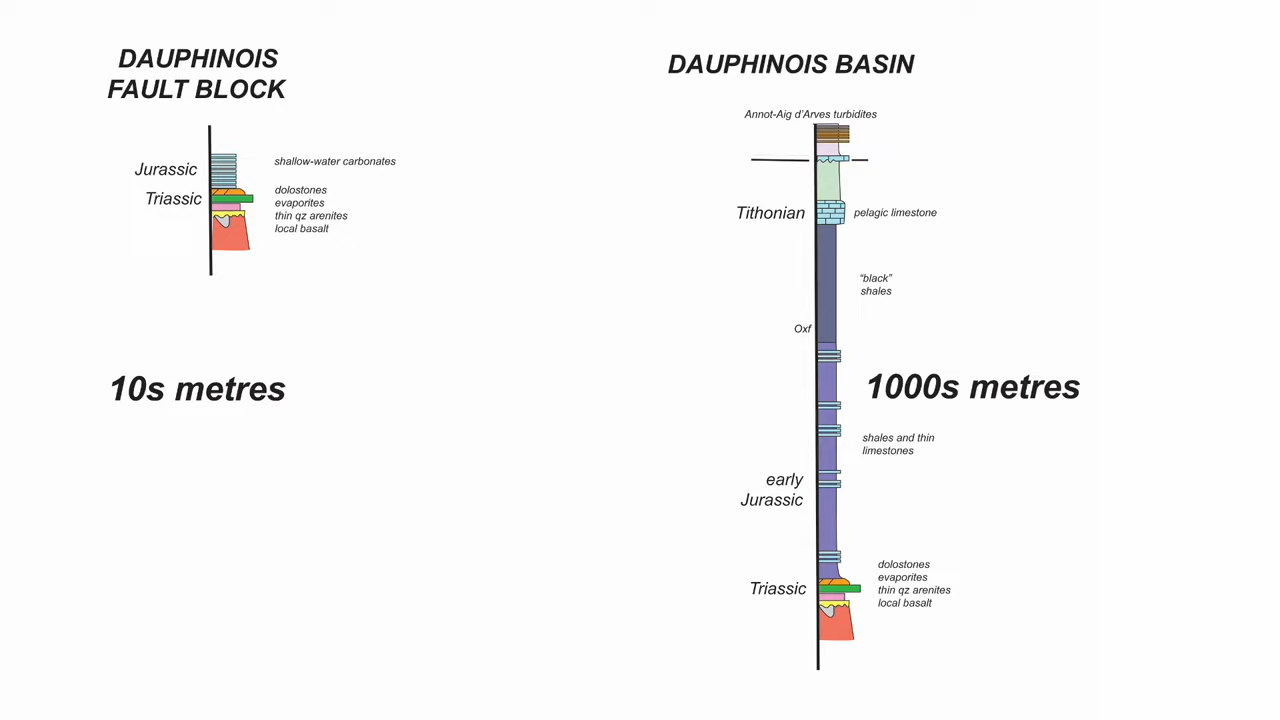 DAUPHINOIS
FAULT BLOCK
Jurassic
shallow-water carbonates
Triassic
dolostones
evaporites
thin qz arenites
local basalt
10s metres
DAUPHINOIS BASIN
Annot-Aig d'Arves turbidites
Tithonian
pelagic limestone
“black”
shales
Oxf
1000s metres
shales and thin
limestones
early
Jurassic
Triassic
dolostones
evaporites
thin qz arenites
local basalt